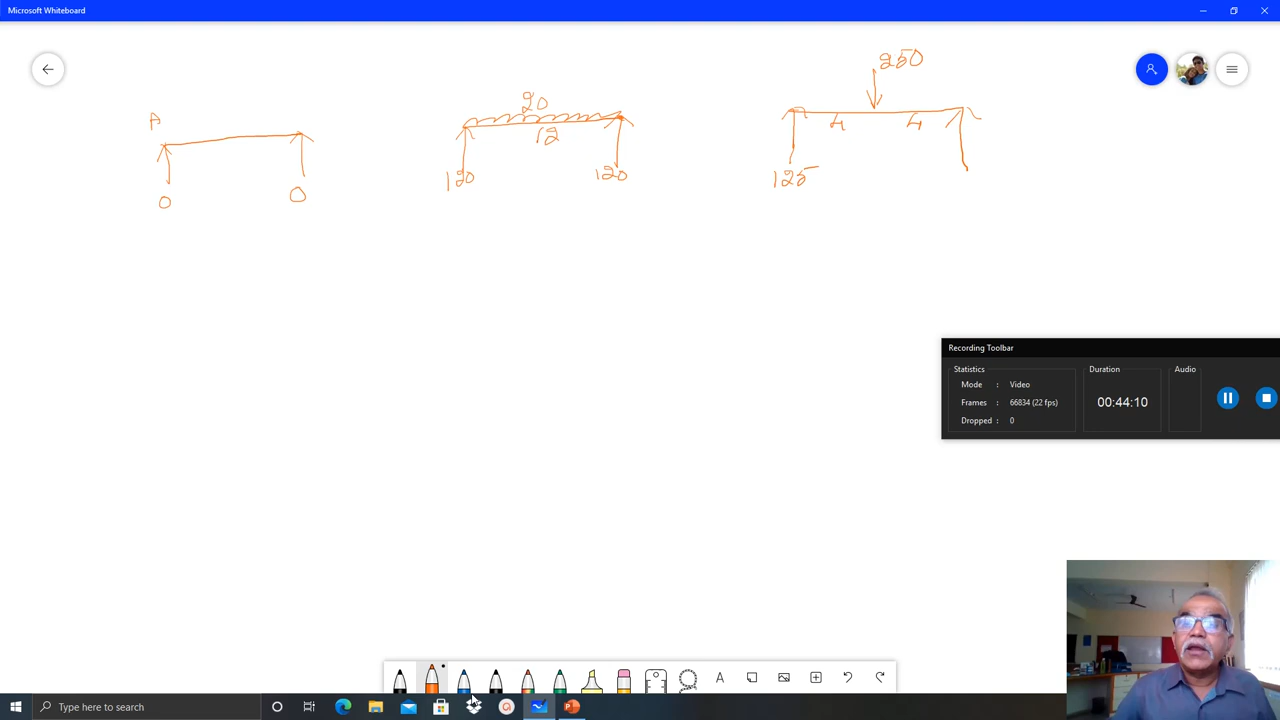 Microsoft Whiteboard
250
20
A
12
4 4
120
120
125
0
0
Recording Toolbar
Statistics
Duration
Audio
Mode : Video
Frames : 66834 (22 fps)
00:44:10
Dropped : 0
A
Type here to search